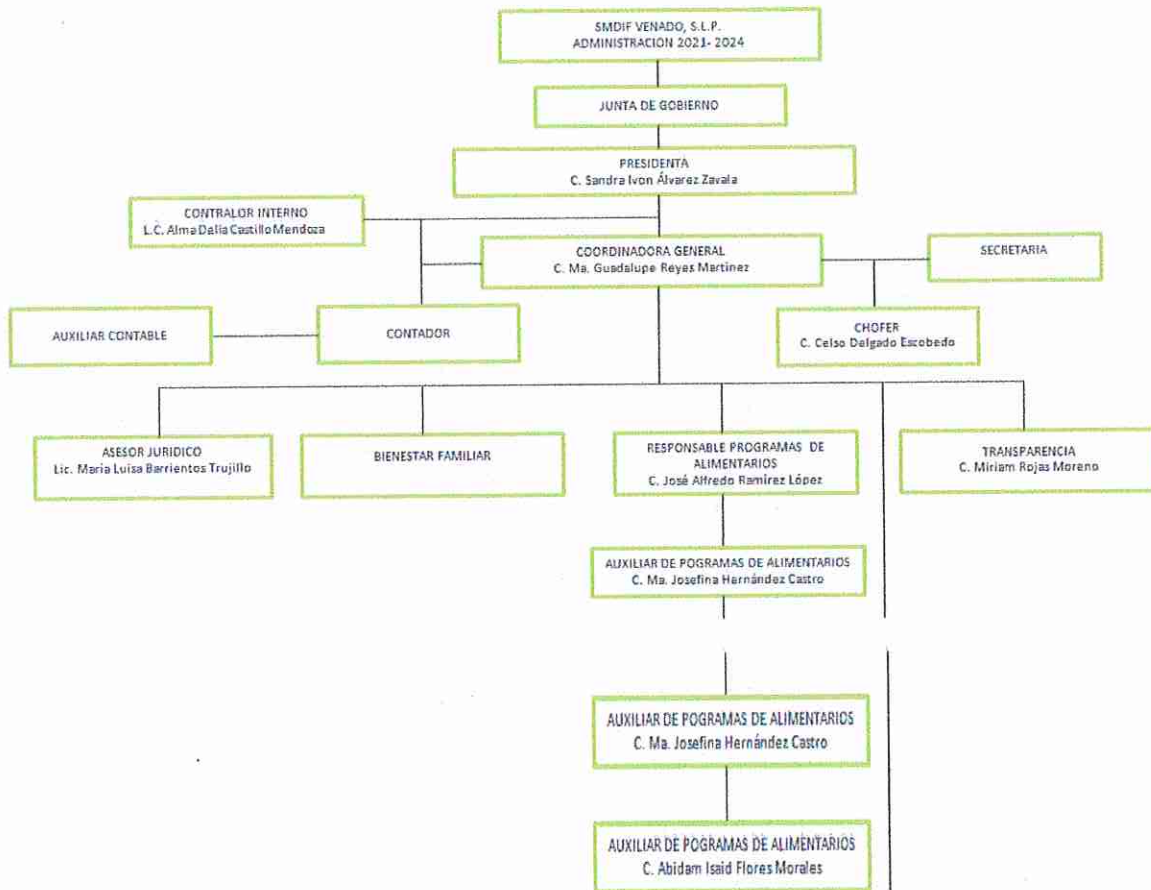 SMDIF VENADO, S.L.P.
ADMINISTRACION 2021- 2024
JUNTA DE GOBIERNO
PRESIDENTA
C. Sandra Ivon Álvarez Zavala
CONTRALOR INTERNO
L.C. Alma Dalia Castillo Mendoza
COORDINADORA GENERAL
C. Ma. Guadalupe Reyes Martinez
SECRETARIA
AUXILIAR CONTABLE
CONTADOR
CHOFER
C. Celso Delgado Escobedo
ASESOR JURIDICO
Lic. Maria Luisa Barrientos Trujillo
BIENESTAR FAMILIAR
RESPONSABLE PROGRAMAS DE
ALIMENTARIOS
C. José Alfredo Ramírez López
TRANSPARENCIA
C. Miriam Rojas Moreno
AUXILIAR DE POGRAMAS DE ALIMENTARIOS
C. Ma. Josefina Hernández Castro
AUXILIAR DE POGRAMAS DE ALIMENTARIOS
C. Ma. Josefina Hernández Castro
AUXILIAR DE POGRAMAS DE ALIMENTARIOS
C. Abidam Isaid Flores Morales